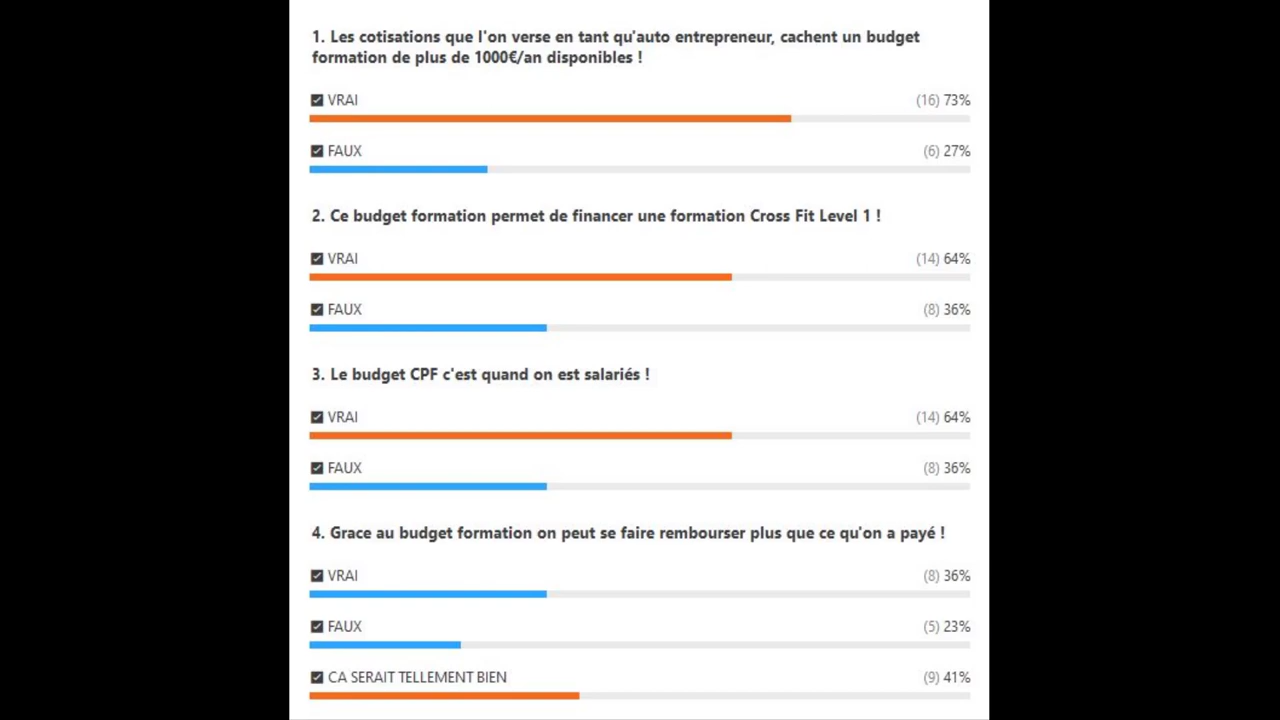 1. Les cotisations que l'on verse en tant qu'auto entrepreneur, cachent un budget
formation de plus de 1000€/an disponibles !
VRAI (16) 73%
FAUX (6) 27%
2. Ce budget formation permet de financer une formation Cross Fit Level 1 !
VRAI (14) 64%
FAUX (8) 36%
3. Le budget CPF c'est quand on est salariés !
VRAI (14) 64%
FAUX (8) 36%
4. Grace au budget formation on peut se faire rembourser plus que ce qu'on a payé !
VRAI (8) 36%
FAUX (5) 23%
CA SERAIT TELLEMENT BIEN (9) 41%